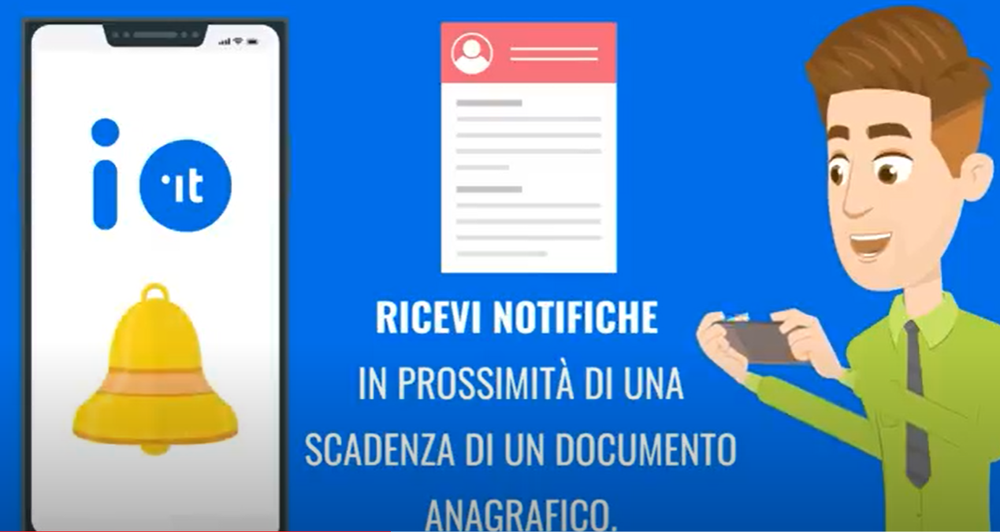 io
.it
RICEVI NOTIFICHE
IN PROSSIMITÀ DI UNA
SCADENZA DI UN DOCUMENTO
ANAGRAFICO.